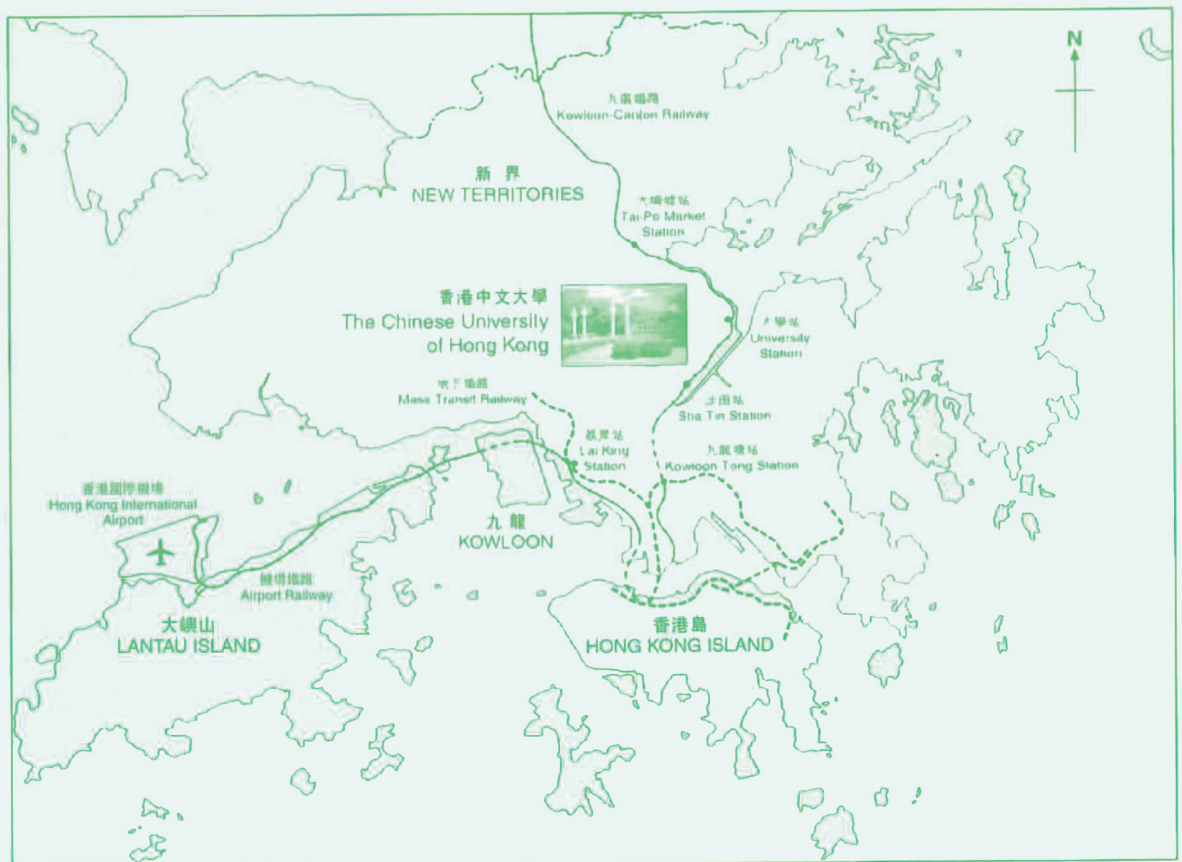 N
九廣鐵路
Kowloon-Canton Railway
新界
NEW TERRITORIES
大埔墟站
Tai Po Market
Station
香港中文大學
The Chinese University
of Hong Kong
大學站
University
Station
地下鐵路
Mass Transit Railway
沙田站
Sha Tin Station
荔景站
Lai King
Station
九龍塘站
Kowloon Tong Station
香港國際機場
Hong Kong International
Airport
九龍
KOWLOON
機場鐵路
Airport Railway
大嶼山
LANTAU ISLAND
香港島
HONG KONG ISLAND